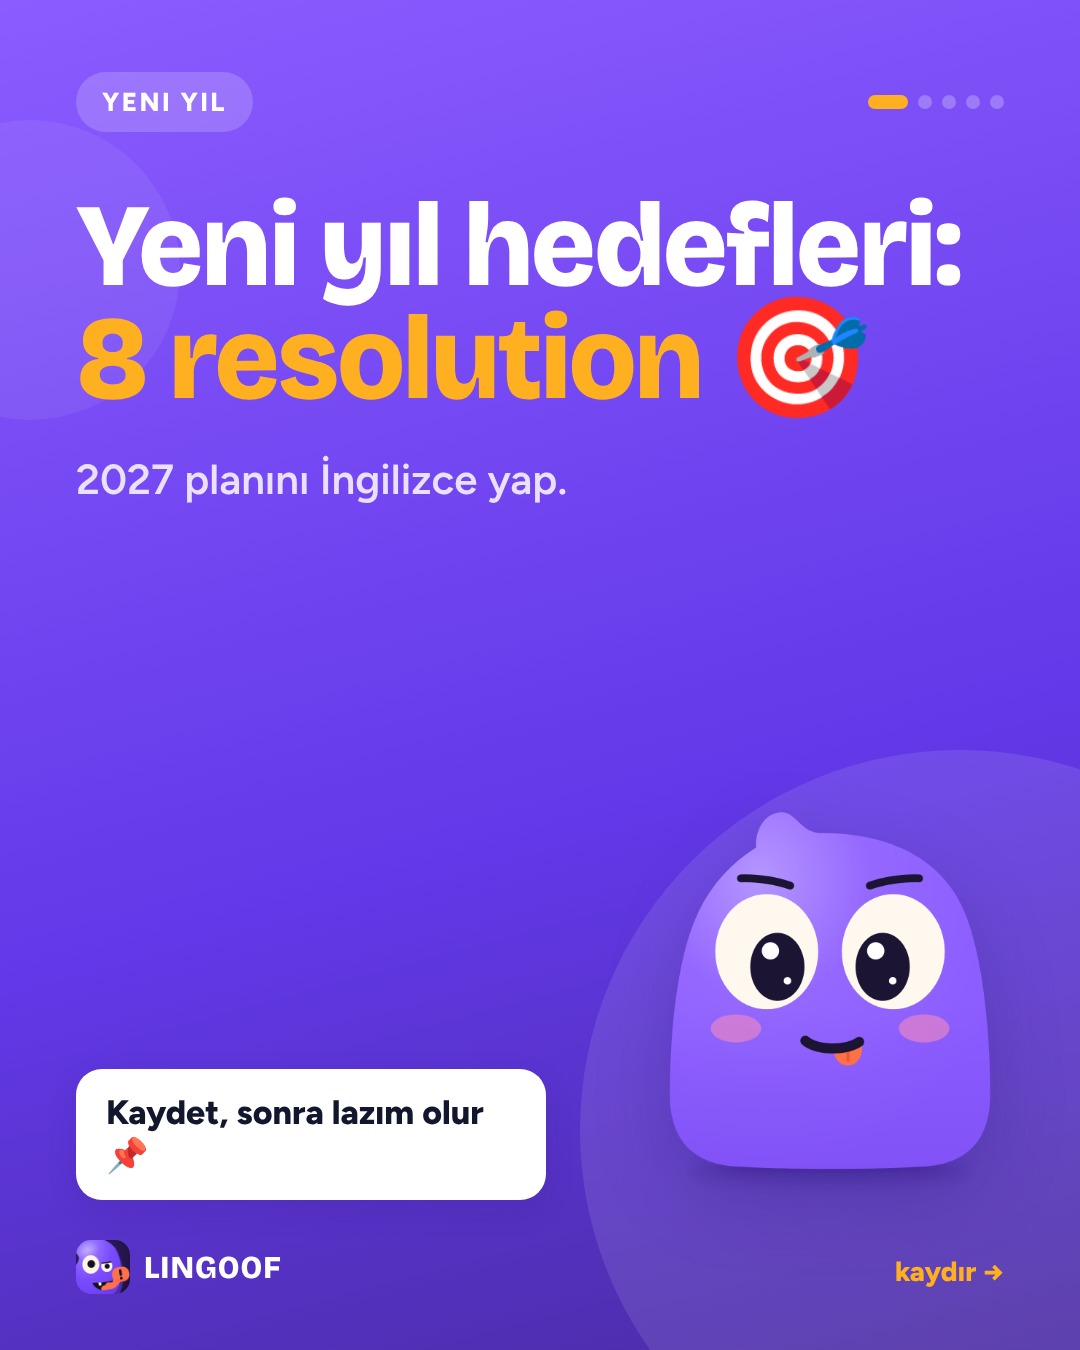 YENI YIL
Yeni yıl hedefleri:
8 resolution 🎯
2027 planını İngilizce yap.
Kaydet, sonra lazım olur
📌
LINGOOF
kaydır →